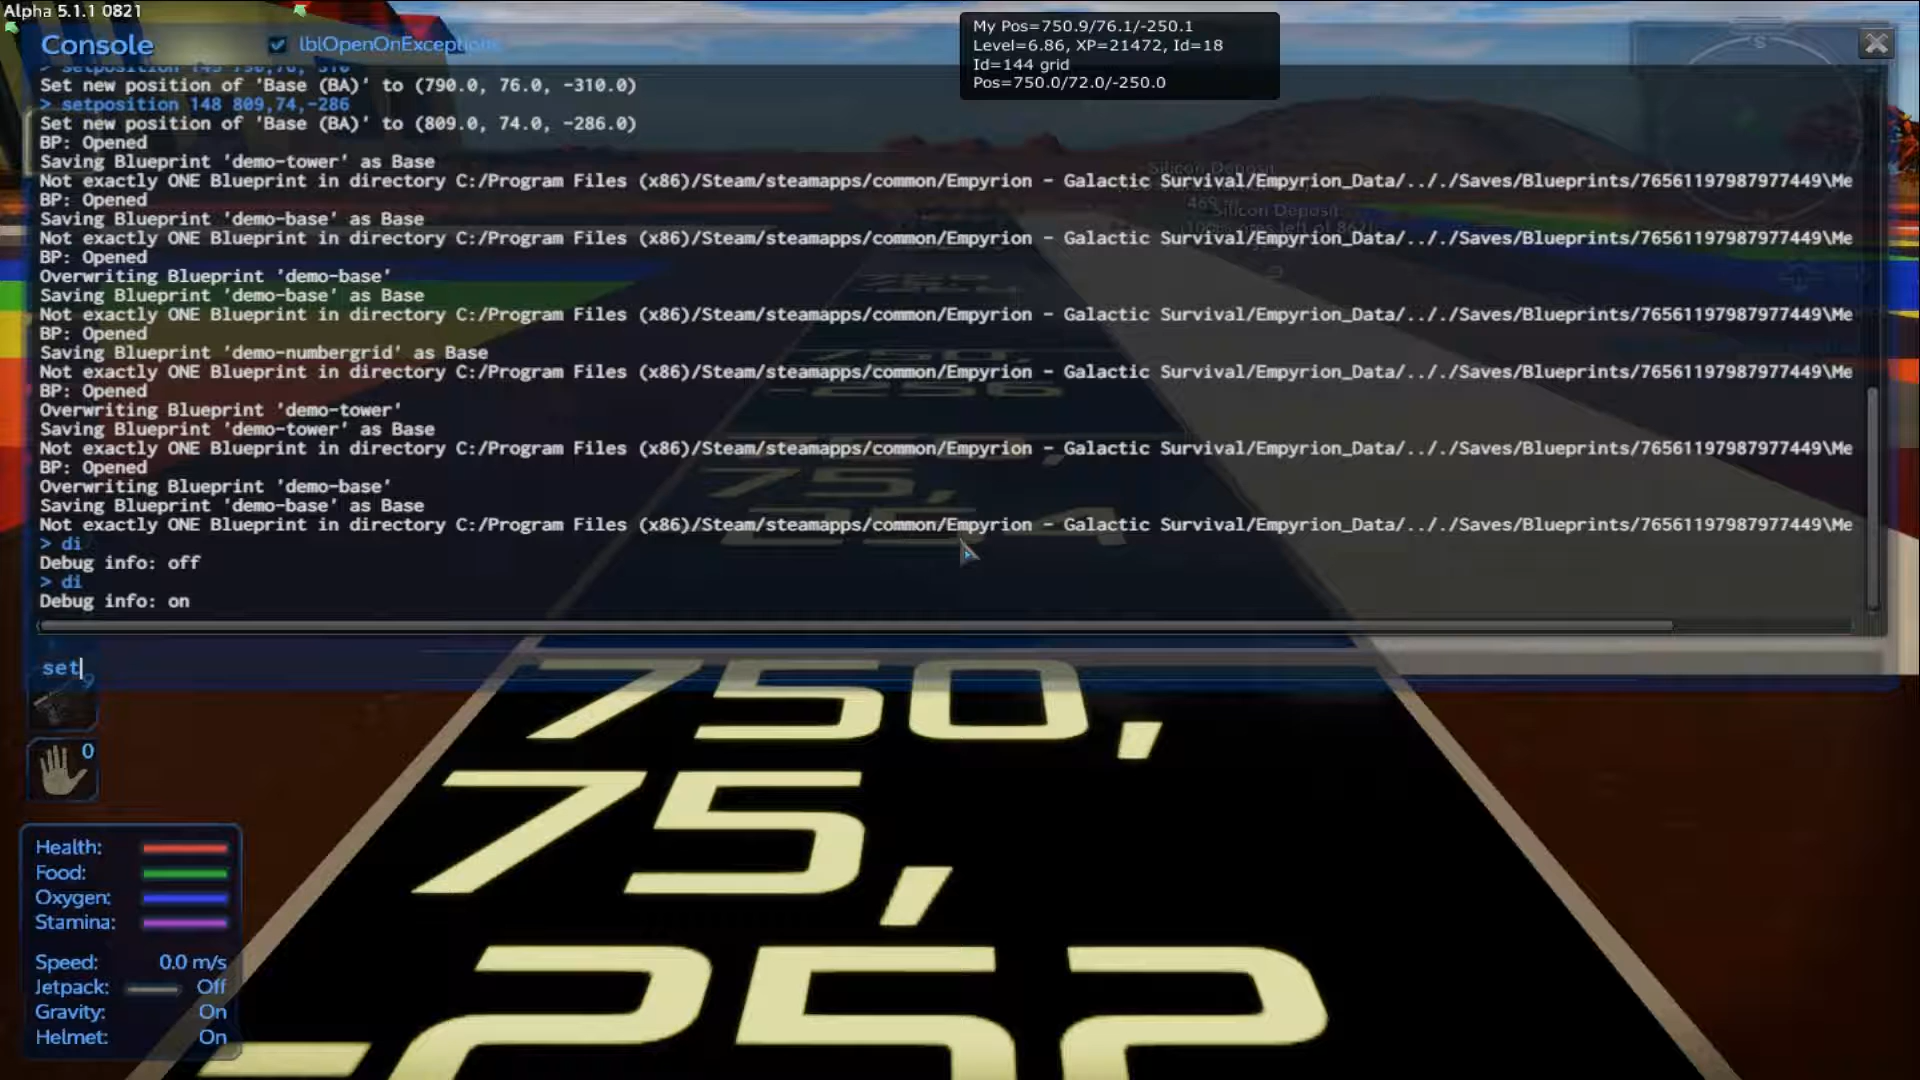 Alpha 5.1.1 0821
Console
lblOpenOnExceptions
My Pos=750.9/76.1/-250.1
Level=6.86, XP=21472, Id=18
Id=144 grid
Pos=750.0/72.0/-250.0
S
Set new position of 'Base (BA)' to (790.0, 76.0, -310.0)
> setposition 148 809,74,-286
Set new position of 'Base (BA)' to (809.0, 74.0, -286.0)
BP: Opened
Saving Blueprint 'demo-tower' as Base
Not exactly ONE Blueprint in directory C:/Program Files (x86)/Steam/steamapps/common/Empyrion - Galactic Survival/Empyrion_Data/../../Saves/Blueprints/76561197987977449\Me
BP: Opened
Saving Blueprint 'demo-base' as Base
Not exactly ONE Blueprint in directory C:/Program Files (x86)/Steam/steamapps/common/Empyrion - Galactic Survival/Empyrion_Data/../../Saves/Blueprints/76561197987977449\Me
BP: Opened
Overwriting Blueprint 'demo-base'
Saving Blueprint 'demo-base' as Base
Not exactly ONE Blueprint in directory C:/Program Files (x86)/Steam/steamapps/common/Empyrion - Galactic Survival/Empyrion_Data/../../Saves/Blueprints/76561197987977449\Me
BP: Opened
Saving Blueprint 'demo-numbergrid' as Base
Not exactly ONE Blueprint in directory C:/Program Files (x86)/Steam/steamapps/common/Empyrion - Galactic Survival/Empyrion_Data/../../Saves/Blueprints/76561197987977449\Me
BP: Opened
Overwriting Blueprint 'demo-tower'
Saving Blueprint 'demo-tower' as Base
Not exactly ONE Blueprint in directory C:/Program Files (x86)/Steam/steamapps/common/Empyrion - Galactic Survival/Empyrion_Data/../../Saves/Blueprints/76561197987977449\Me
BP: Opened
Overwriting Blueprint 'demo-base'
Saving Blueprint 'demo-base' as Base
Not exactly ONE Blueprint in directory C:/Program Files (x86)/Steam/steamapps/common/Empyrion - Galactic Survival/Empyrion_Data/../../Saves/Blueprints/76561197987977449\Me
> di
Debug info: off
> di
Debug info: on
set
Silicon Deposit
Silicon Deposit
750,
-256
750,
75,
-254
750,
75,
-252
9
0
Health:
Food:
Oxygen:
Stamina:
Speed: 0.0 m/s
Jetpack: Off
Gravity: On
Helmet: On